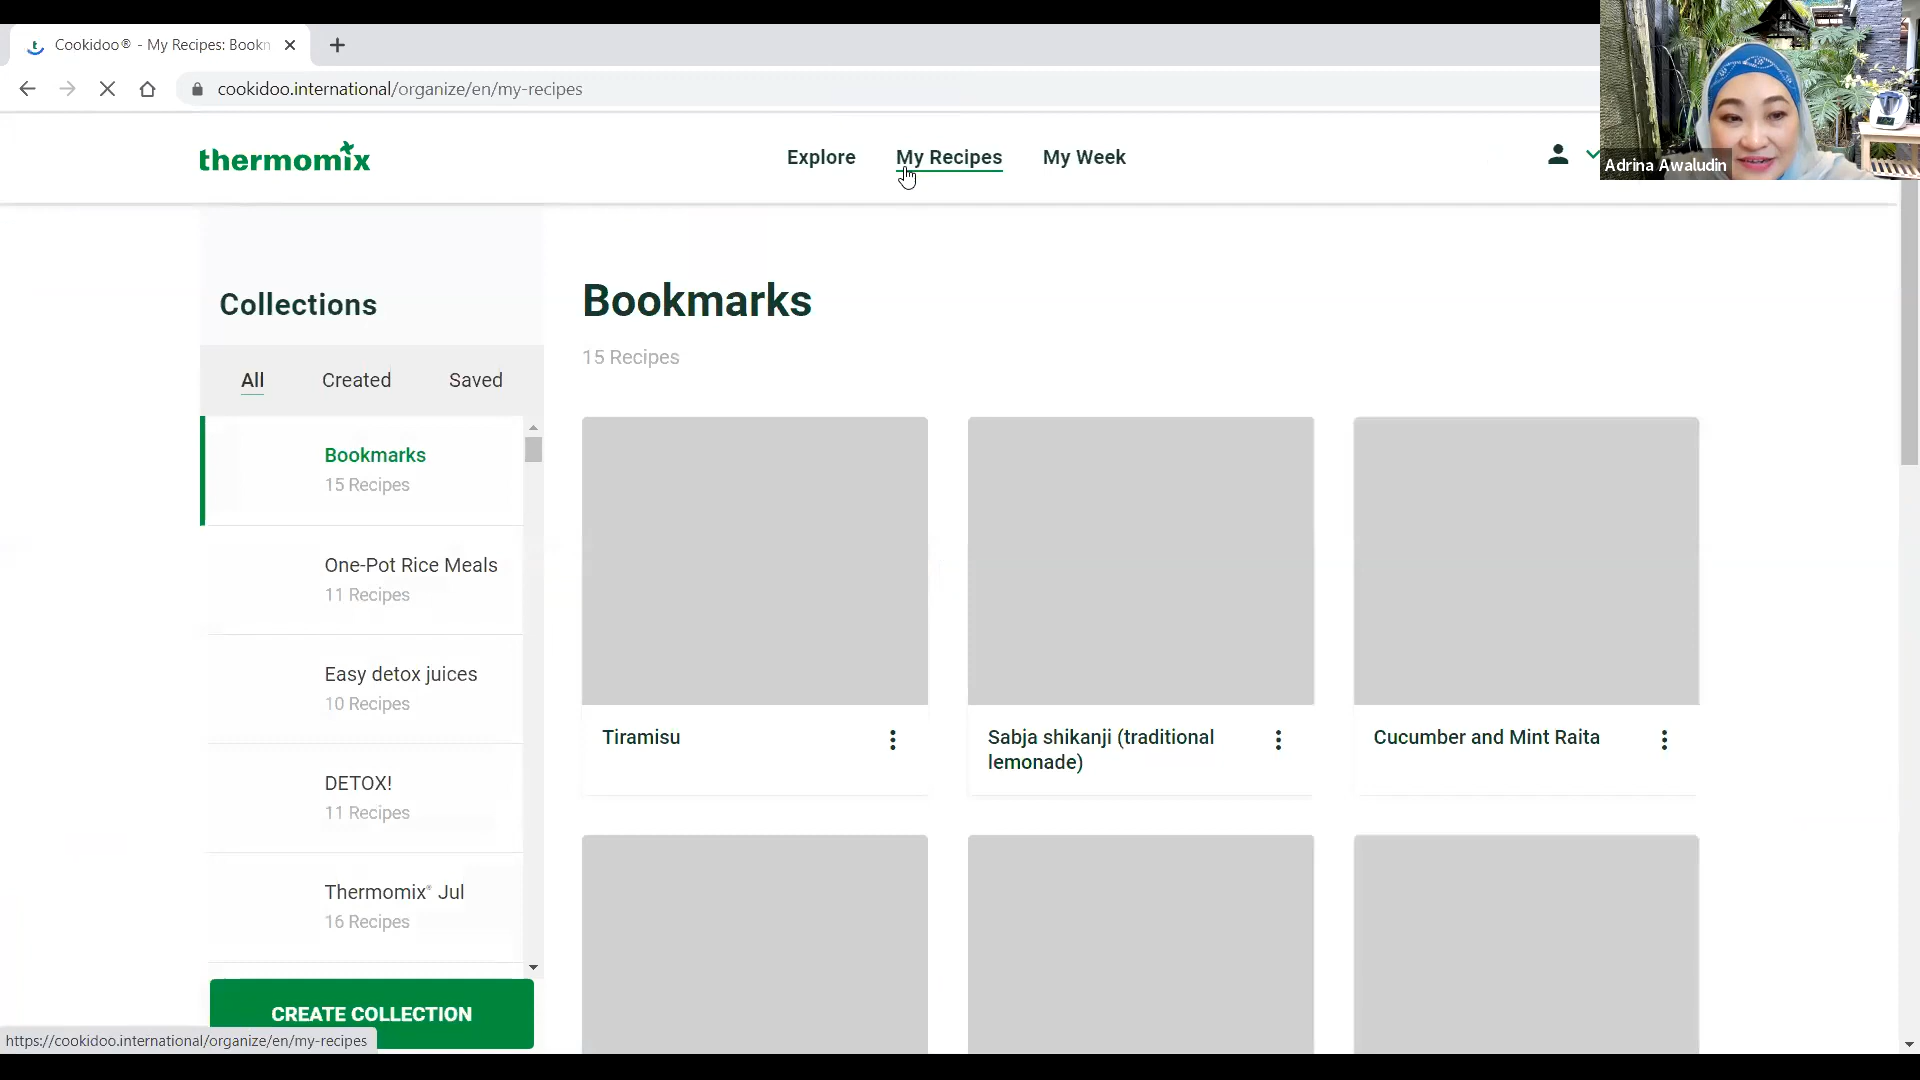 Cookidoo® - My Recipes: Bookn
cookidoo.international/organize/en/my-recipes
Adrina Awaludin
thermomix
Explore
My Recipes
My Week
Collections
All
Created
Saved
Bookmarks
15 Recipes
One-Pot Rice Meals
11 Recipes
Easy detox juices
10 Recipes
DETOX!
11 Recipes
Thermomix® Jul
16 Recipes
CREATE COLLECTION
Bookmarks
15 Recipes
Tiramisu
Sabja shikanji (traditional
lemonade)
Cucumber and Mint Raita
https://cookidoo.international/organize/en/my-recipes